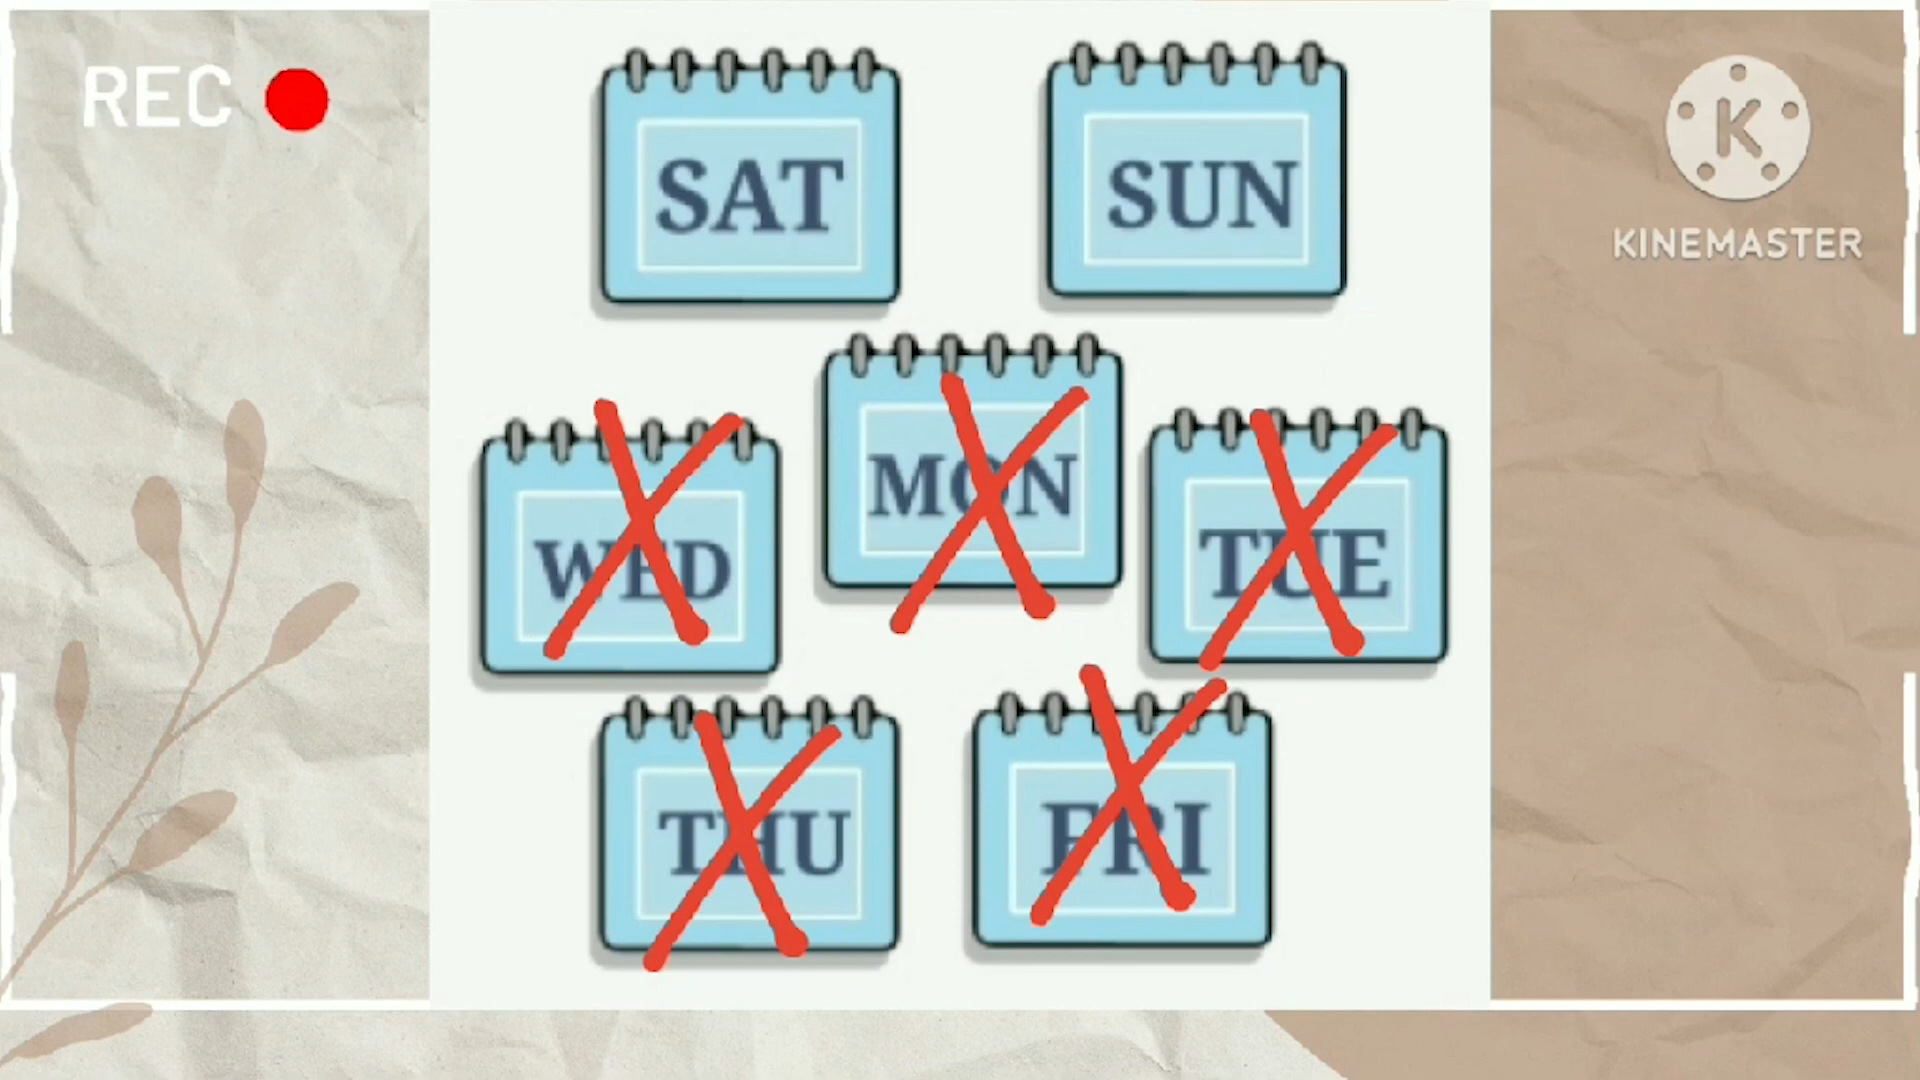 REC
K
KINEMASTER
SAT
SUN
MON
WED
TUE
THU
FRI